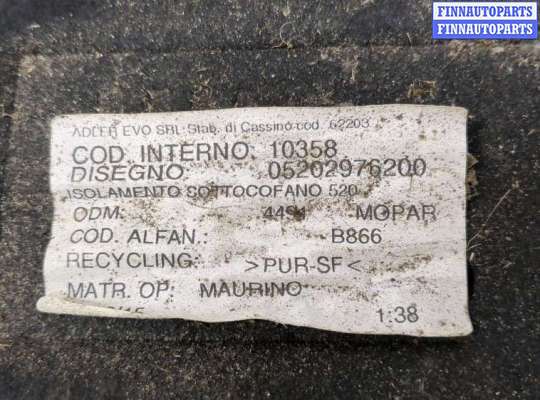 FINNAUTOPARTS
FINNAUTOPARTS
ADLER EVO SRL Stab. di Cassino cod. 62203
COD. INTERNO: 10358
DISEGNO: 05202976200
ISOLAMENTO SOTTOCOFANO 520
ODM: 4491 MOPAR
COD. ALFAN.: B866
RECYCLING: >PUR-SF<
MATR. OP: MAURINO
1:38